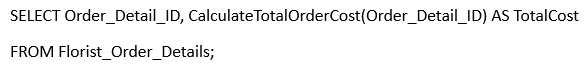 SELECT Order_Detail_ID, CalculateTotalOrderCost(Order_Detail_ID) AS TotalCost
FROM Florist_Order_Details;